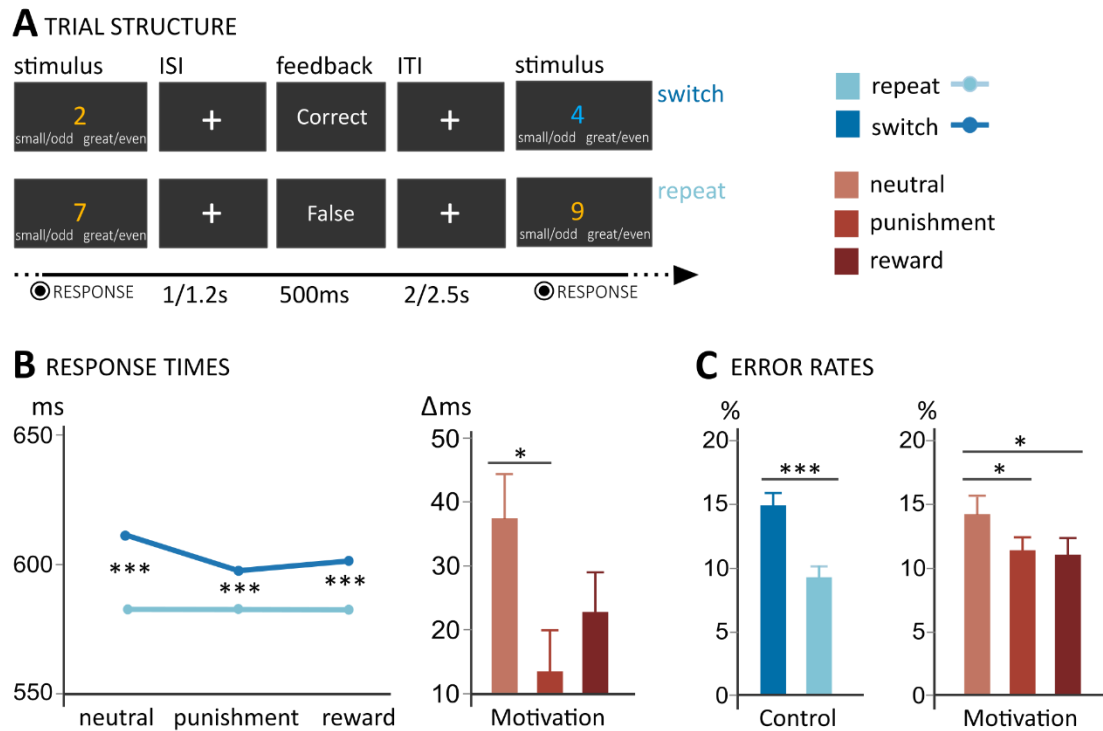 A TRIAL STRUCTURE
stimulus ISI feedback ITI stimulus
2 + Correct + 4 switch
small/odd great/even small/odd great/even
7 + False + 9 repeat
small/odd great/even small/odd great/even
RESPONSE 1/1.2s 500ms 2/2.5s RESPONSE
repeat
switch
neutral
punishment
reward
B RESPONSE TIMES
ms
650
600
550
*** *** ***
neutral punishment reward
Δms
50
40
30
20
10
*
Motivation
C ERROR RATES
%
20
15
10
5
0
***
Control
%
20
15
10
5
0
*
*
Motivation